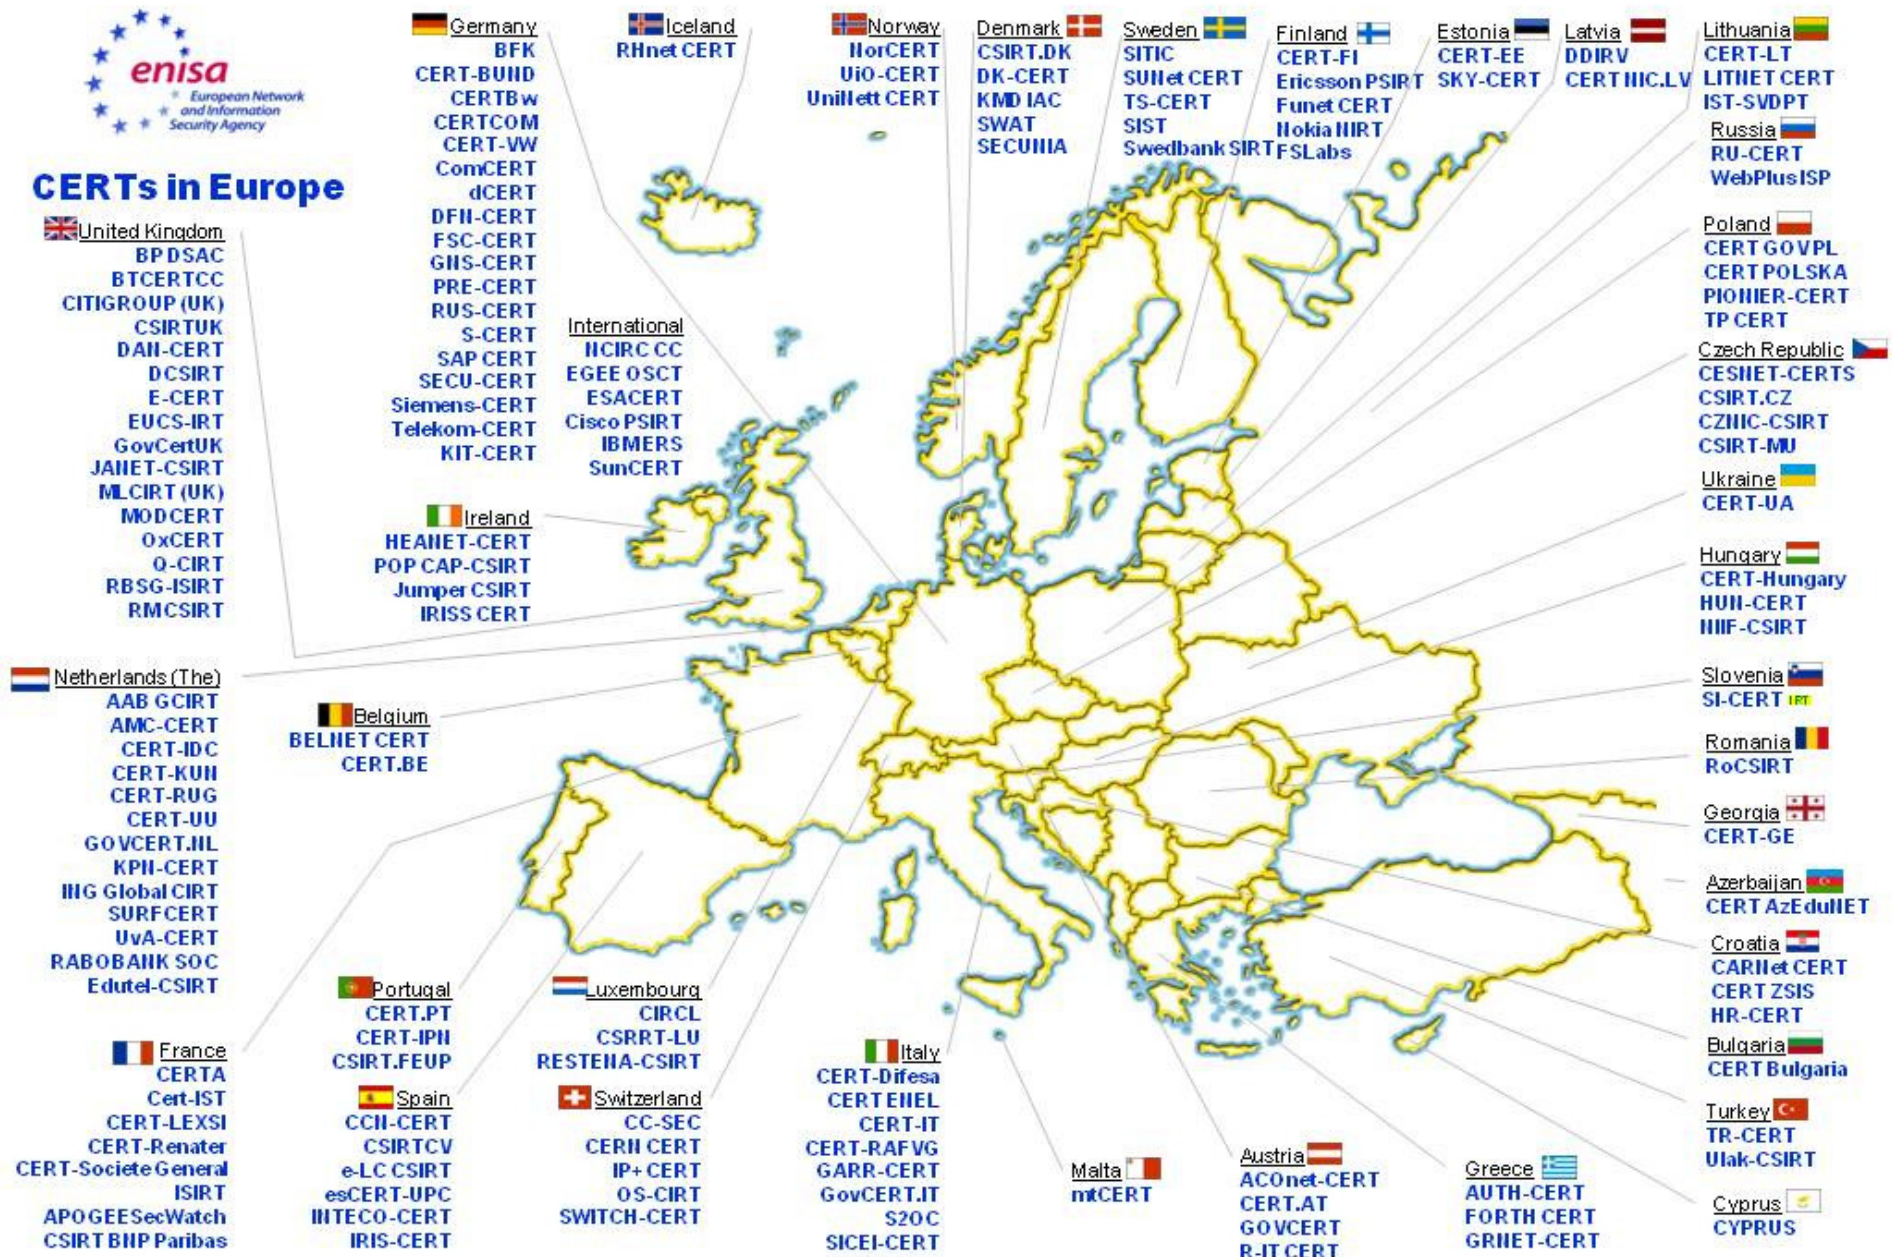 enisa
European Network
and Information
Security Agency
CERTs in Europe
United Kingdom
BP DSAC
BTCERTCC
CITIGROUP (UK)
CSIRTUK
DAN-CERT
DCSIRT
E-CERT
EUCS-IRT
GovCertUK
JANET-CSIRT
MLCIRT (UK)
MODCERT
OxCERT
Q-CIRT
RBSG-ISIRT
RMCSIRT
Netherlands (The)
AAB GCIRT
AMC-CERT
CERT-IDC
CERT-KUN
CERT-RUG
CERT-UU
GOVCERT.NL
KPN-CERT
ING Global CIRT
SURFCERT
UvA-CERT
RABOBANK SOC
Edutel-CSIRT
France
CERTA
Cert-IST
CERT-LEXSI
CERT-Renater
CERT-Societe General
ISIRT
APOGEE SecWatch
CSIRT BNP Paribas
Germany
BFK
CERT-BUND
CERTBw
CERTCOM
CERT-VW
ComCERT
dCERT
DFN-CERT
FSC-CERT
GNS-CERT
PRE-CERT
RUS-CERT
S-CERT
SAP CERT
SECU-CERT
Siemens-CERT
Telekom-CERT
KIT-CERT
Iceland
RHnet CERT
International
NCIRC CC
EGEE OSCT
ESACERT
Cisco PSIRT
IBMERS
SunCERT
Ireland
HEANET-CERT
POP CAP-CSIRT
Jumper CSIRT
IRISS CERT
Belgium
BELNET CERT
CERT.BE
Portugal
CERT.PT
CERT-IPN
CSIRT.FEUP
Spain
CCN-CERT
CSIRTCV
e-LC CSIRT
esCERT-UPC
INTECO-CERT
IRIS-CERT
Luxembourg
CIRCL
CSRRT-LU
RESTENA-CSIRT
Switzerland
CC-SEC
CERN CERT
IP+ CERT
OS-CIRT
SWITCH-CERT
Italy
CERT-Difesa
CERT ENEL
CERT-IT
CERT-RAFVG
GARR-CERT
GovCERT.IT
S2OC
SICEI-CERT
Malta
mtCERT
Austria
ACOnet-CERT
CERT.AT
GOVCERT
R-IT CERT
Greece
AUTH-CERT
FORTH CERT
GRNET-CERT
Norway
NorCERT
UiO-CERT
UniNett CERT
Denmark
CSIRT.DK
DK-CERT
KMD IAC
SWAT
SECUNIA
Sweden
SITIC
SUNet CERT
TS-CERT
SIST
Swedbank SIRT
Finland
CERT-FI
Ericsson PSIRT
Funet CERT
Nokia NIRT
FSLabs
Estonia
CERT-EE
SKY-CERT
Latvia
DDIRV
CERT NIC.LV
Lithuania
CERT-LT
LITNET CERT
IST-SVDPT
Russia
RU-CERT
WebPlus ISP
Poland
CERT GOV PL
CERT POLSKA
PIONIER-CERT
TP CERT
Czech Republic
CESNET-CERTS
CSIRT.CZ
CZNIC-CSIRT
CSIRT-MU
Ukraine
CERT-UA
Hungary
CERT-Hungary
HUN-CERT
NIIF-CSIRT
Slovenia
SI-CERT
Romania
RoCSIRT
Georgia
CERT-GE
Azerbaijan
CERT AzEduNET
Croatia
CARNet CERT
CERT ZSIS
HR-CERT
Bulgaria
CERT Bulgaria
Turkey
TR-CERT
Ulak-CSIRT
Cyprus
CYPRUS